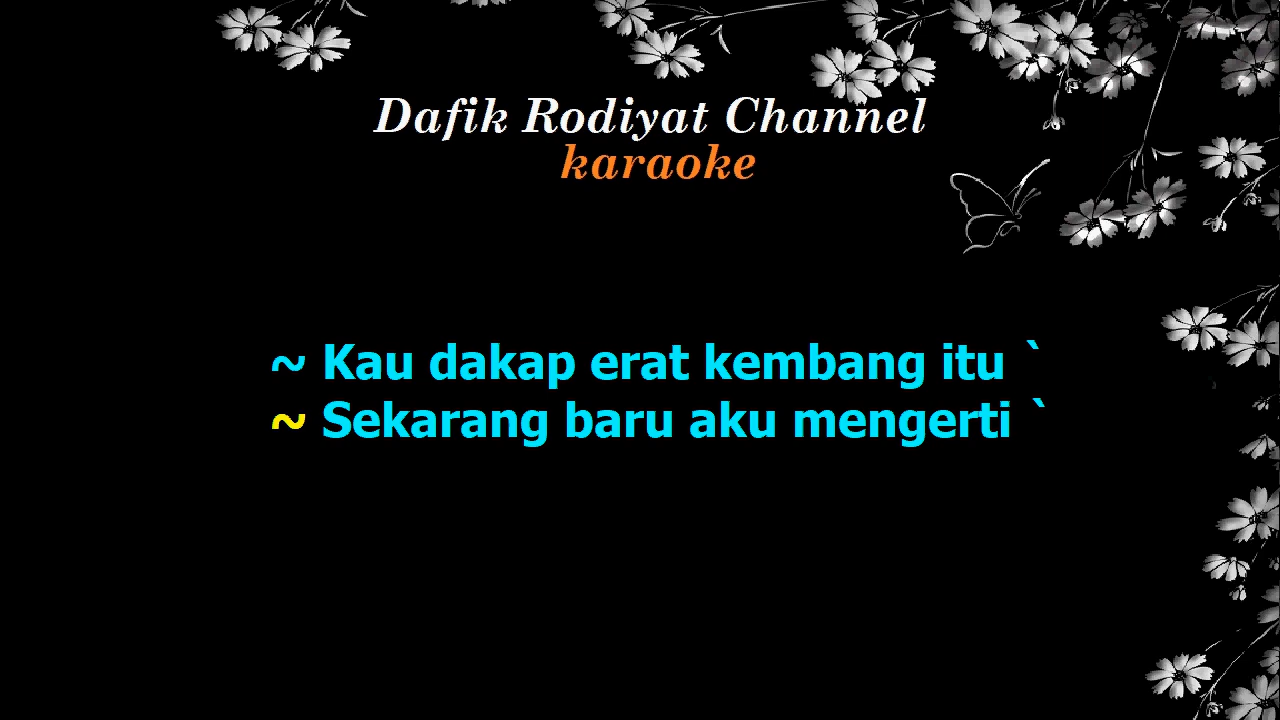 Dafik Rodiyat Channel
karaoke
~ Kau dakap erat kembang itu `
~ Sekarang baru aku mengerti `